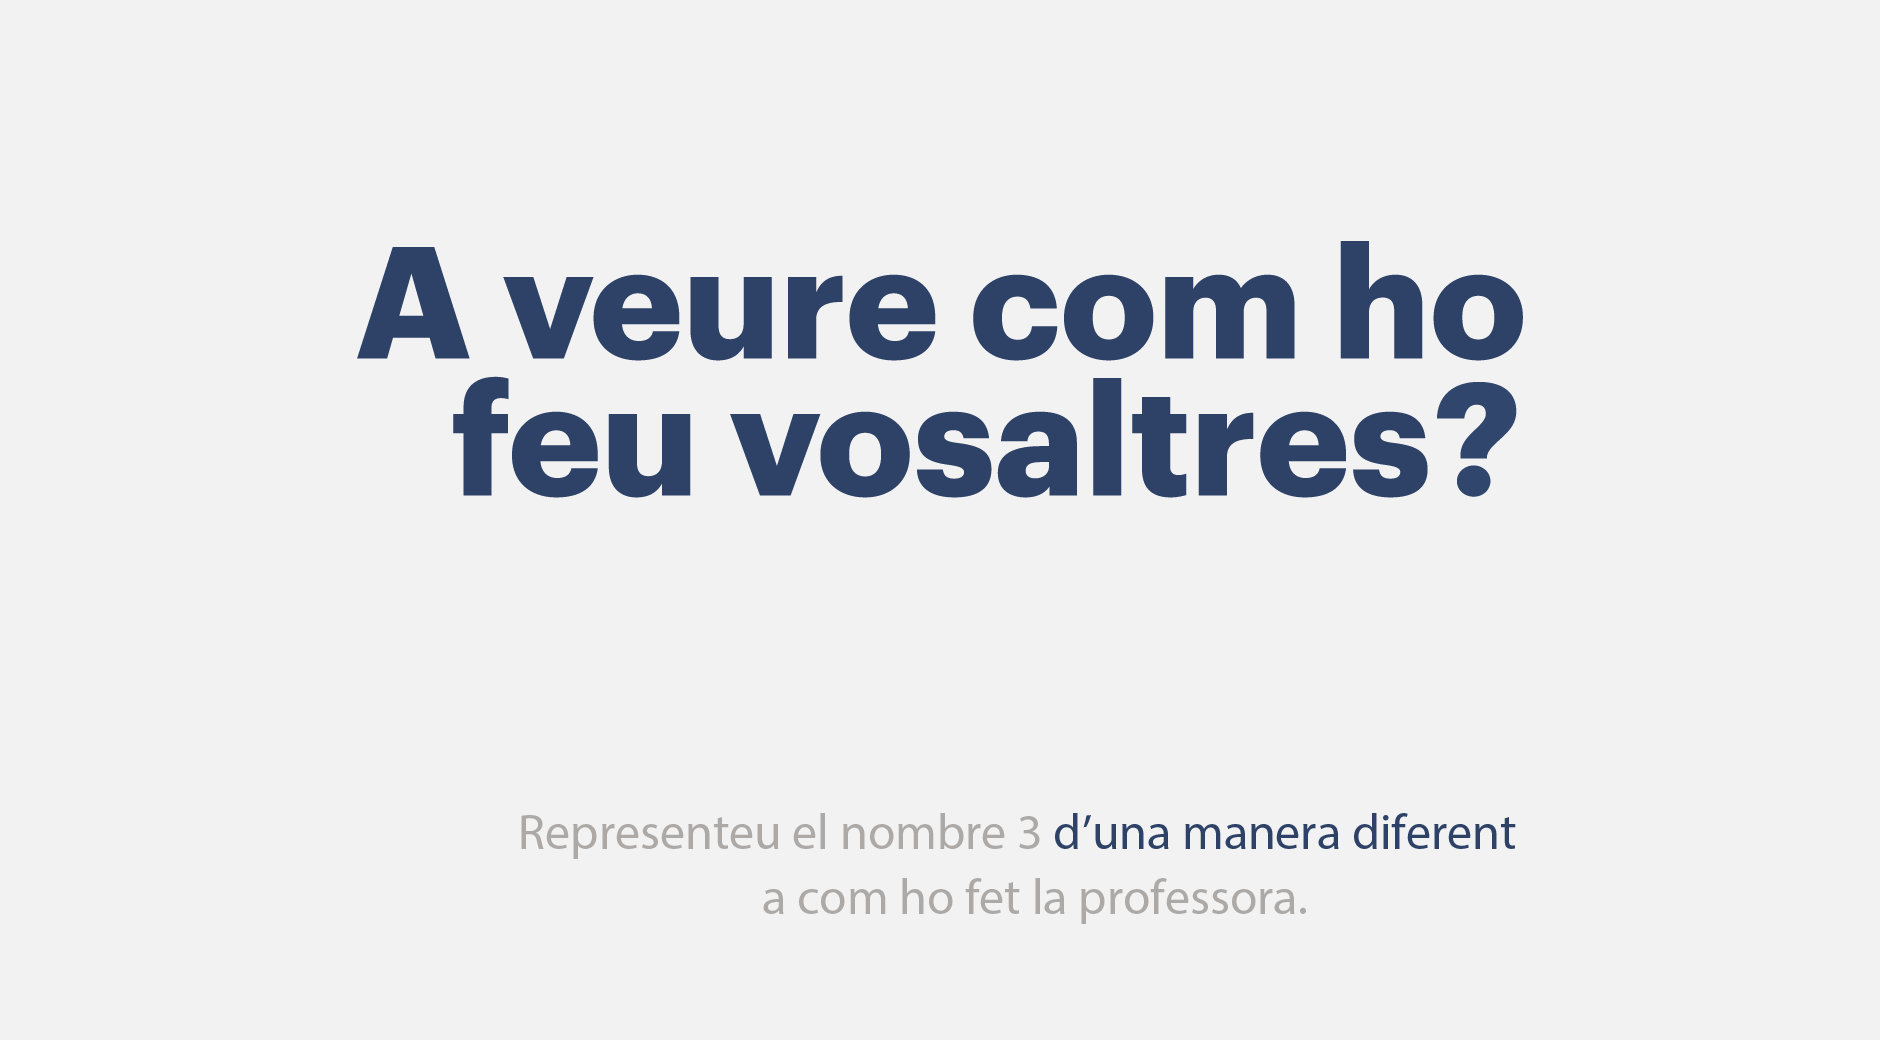 A veure com ho
feu vosaltres?
Representeu el nombre 3 d’una manera diferent
a com ho fet la professora.